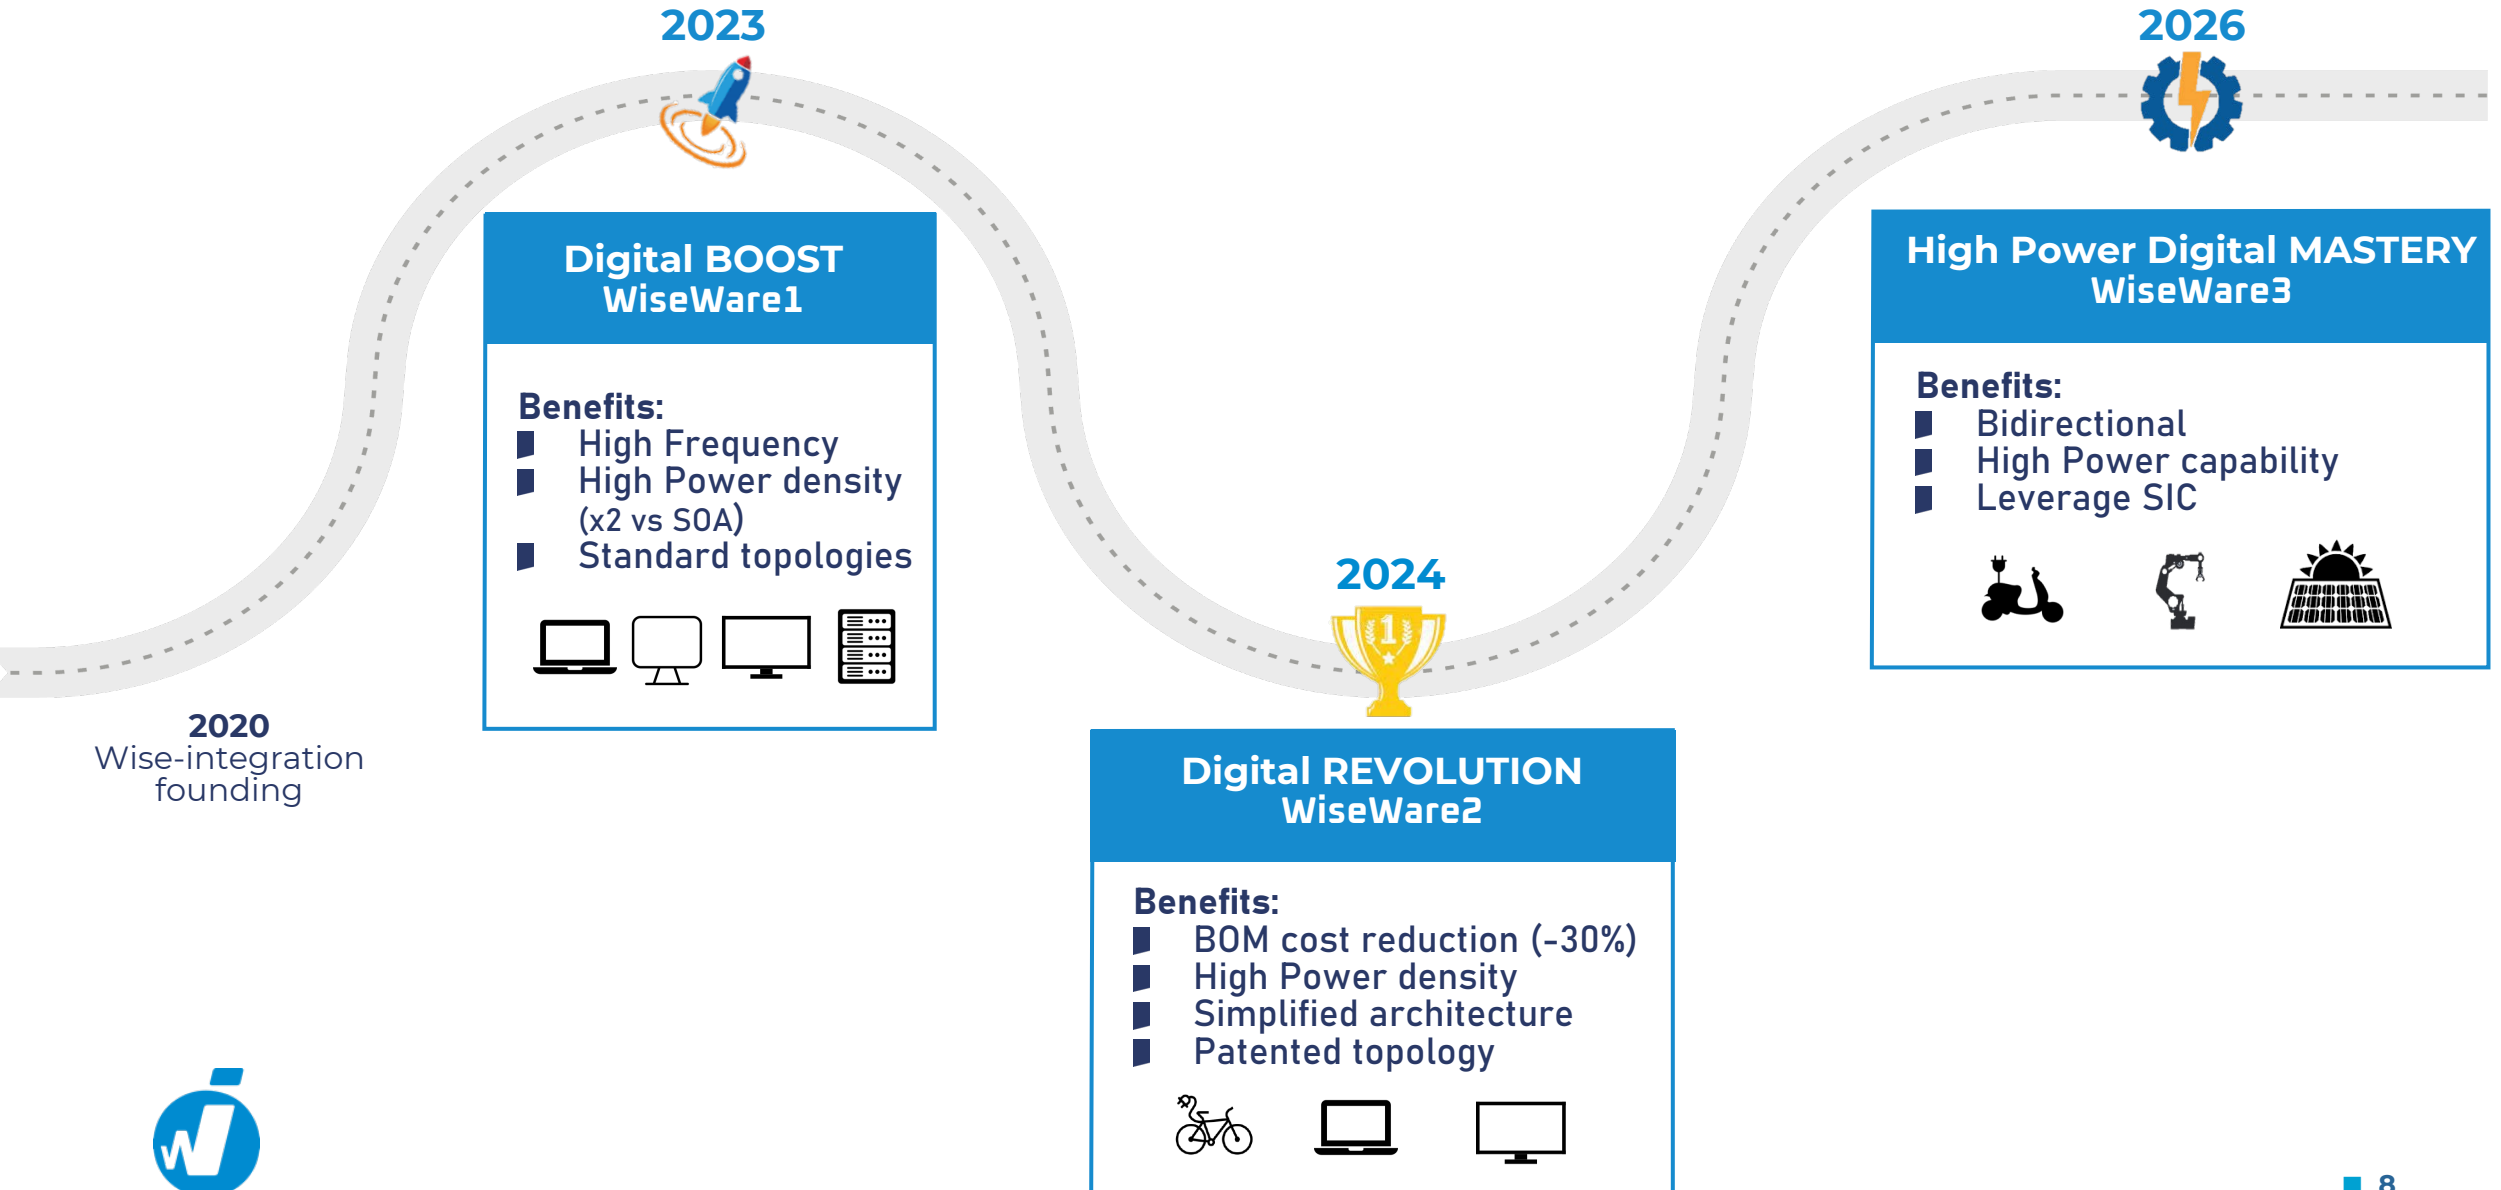 2023
2026
Digital BOOST
WiseWare1
Benefits:
High Frequency
High Power density
(x2 vs SOA)
Standard topologies
High Power Digital MASTERY
WiseWare3
Benefits:
Bidirectional
High Power capability
Leverage SIC
2024
1
2020
Wise-integration
founding
Digital REVOLUTION
WiseWare2
Benefits:
BOM cost reduction (-30%)
High Power density
Simplified architecture
Patented topology
W
8